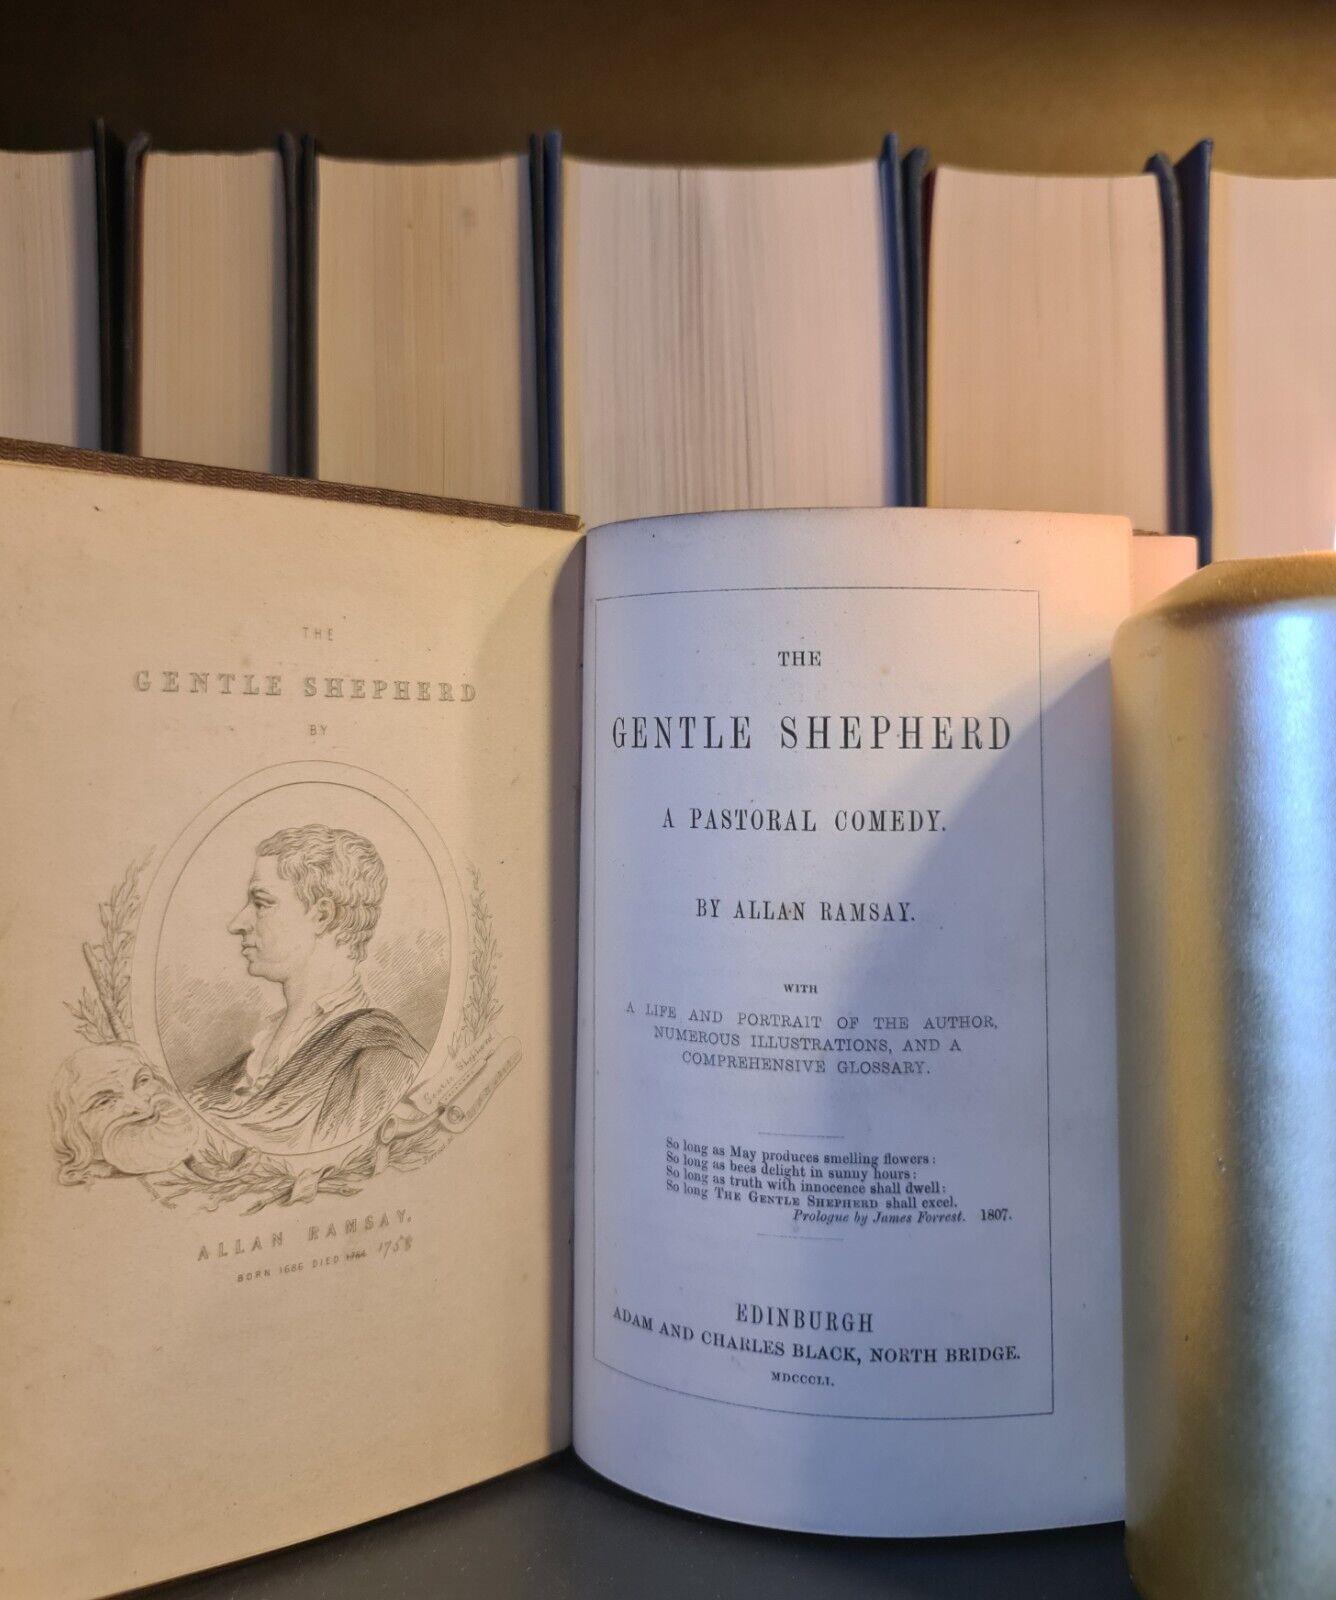 THE
GENTLE SHEPHERD
BY
Gentle Shepherd
ALLAN RAMSAY.
BORN 1686 DIED 1758
THE
GENTLE SHEPHERD
A PASTORAL COMEDY.
BY ALLAN RAMSAY.
WITH
A LIFE AND PORTRAIT OF THE AUTHOR,
NUMEROUS ILLUSTRATIONS, AND A
COMPREHENSIVE GLOSSARY.
So long as May produces smelling flowers:
So long as bees delight in sunny hours:
So long as truth with innocence shall dwell:
So long THE GENTLE SHEPHERD shall excel.
Prologue by James Forrest. 1807.
EDINBURGH
ADAM AND CHARLES BLACK, NORTH BRIDGE.
MDCCCLI.